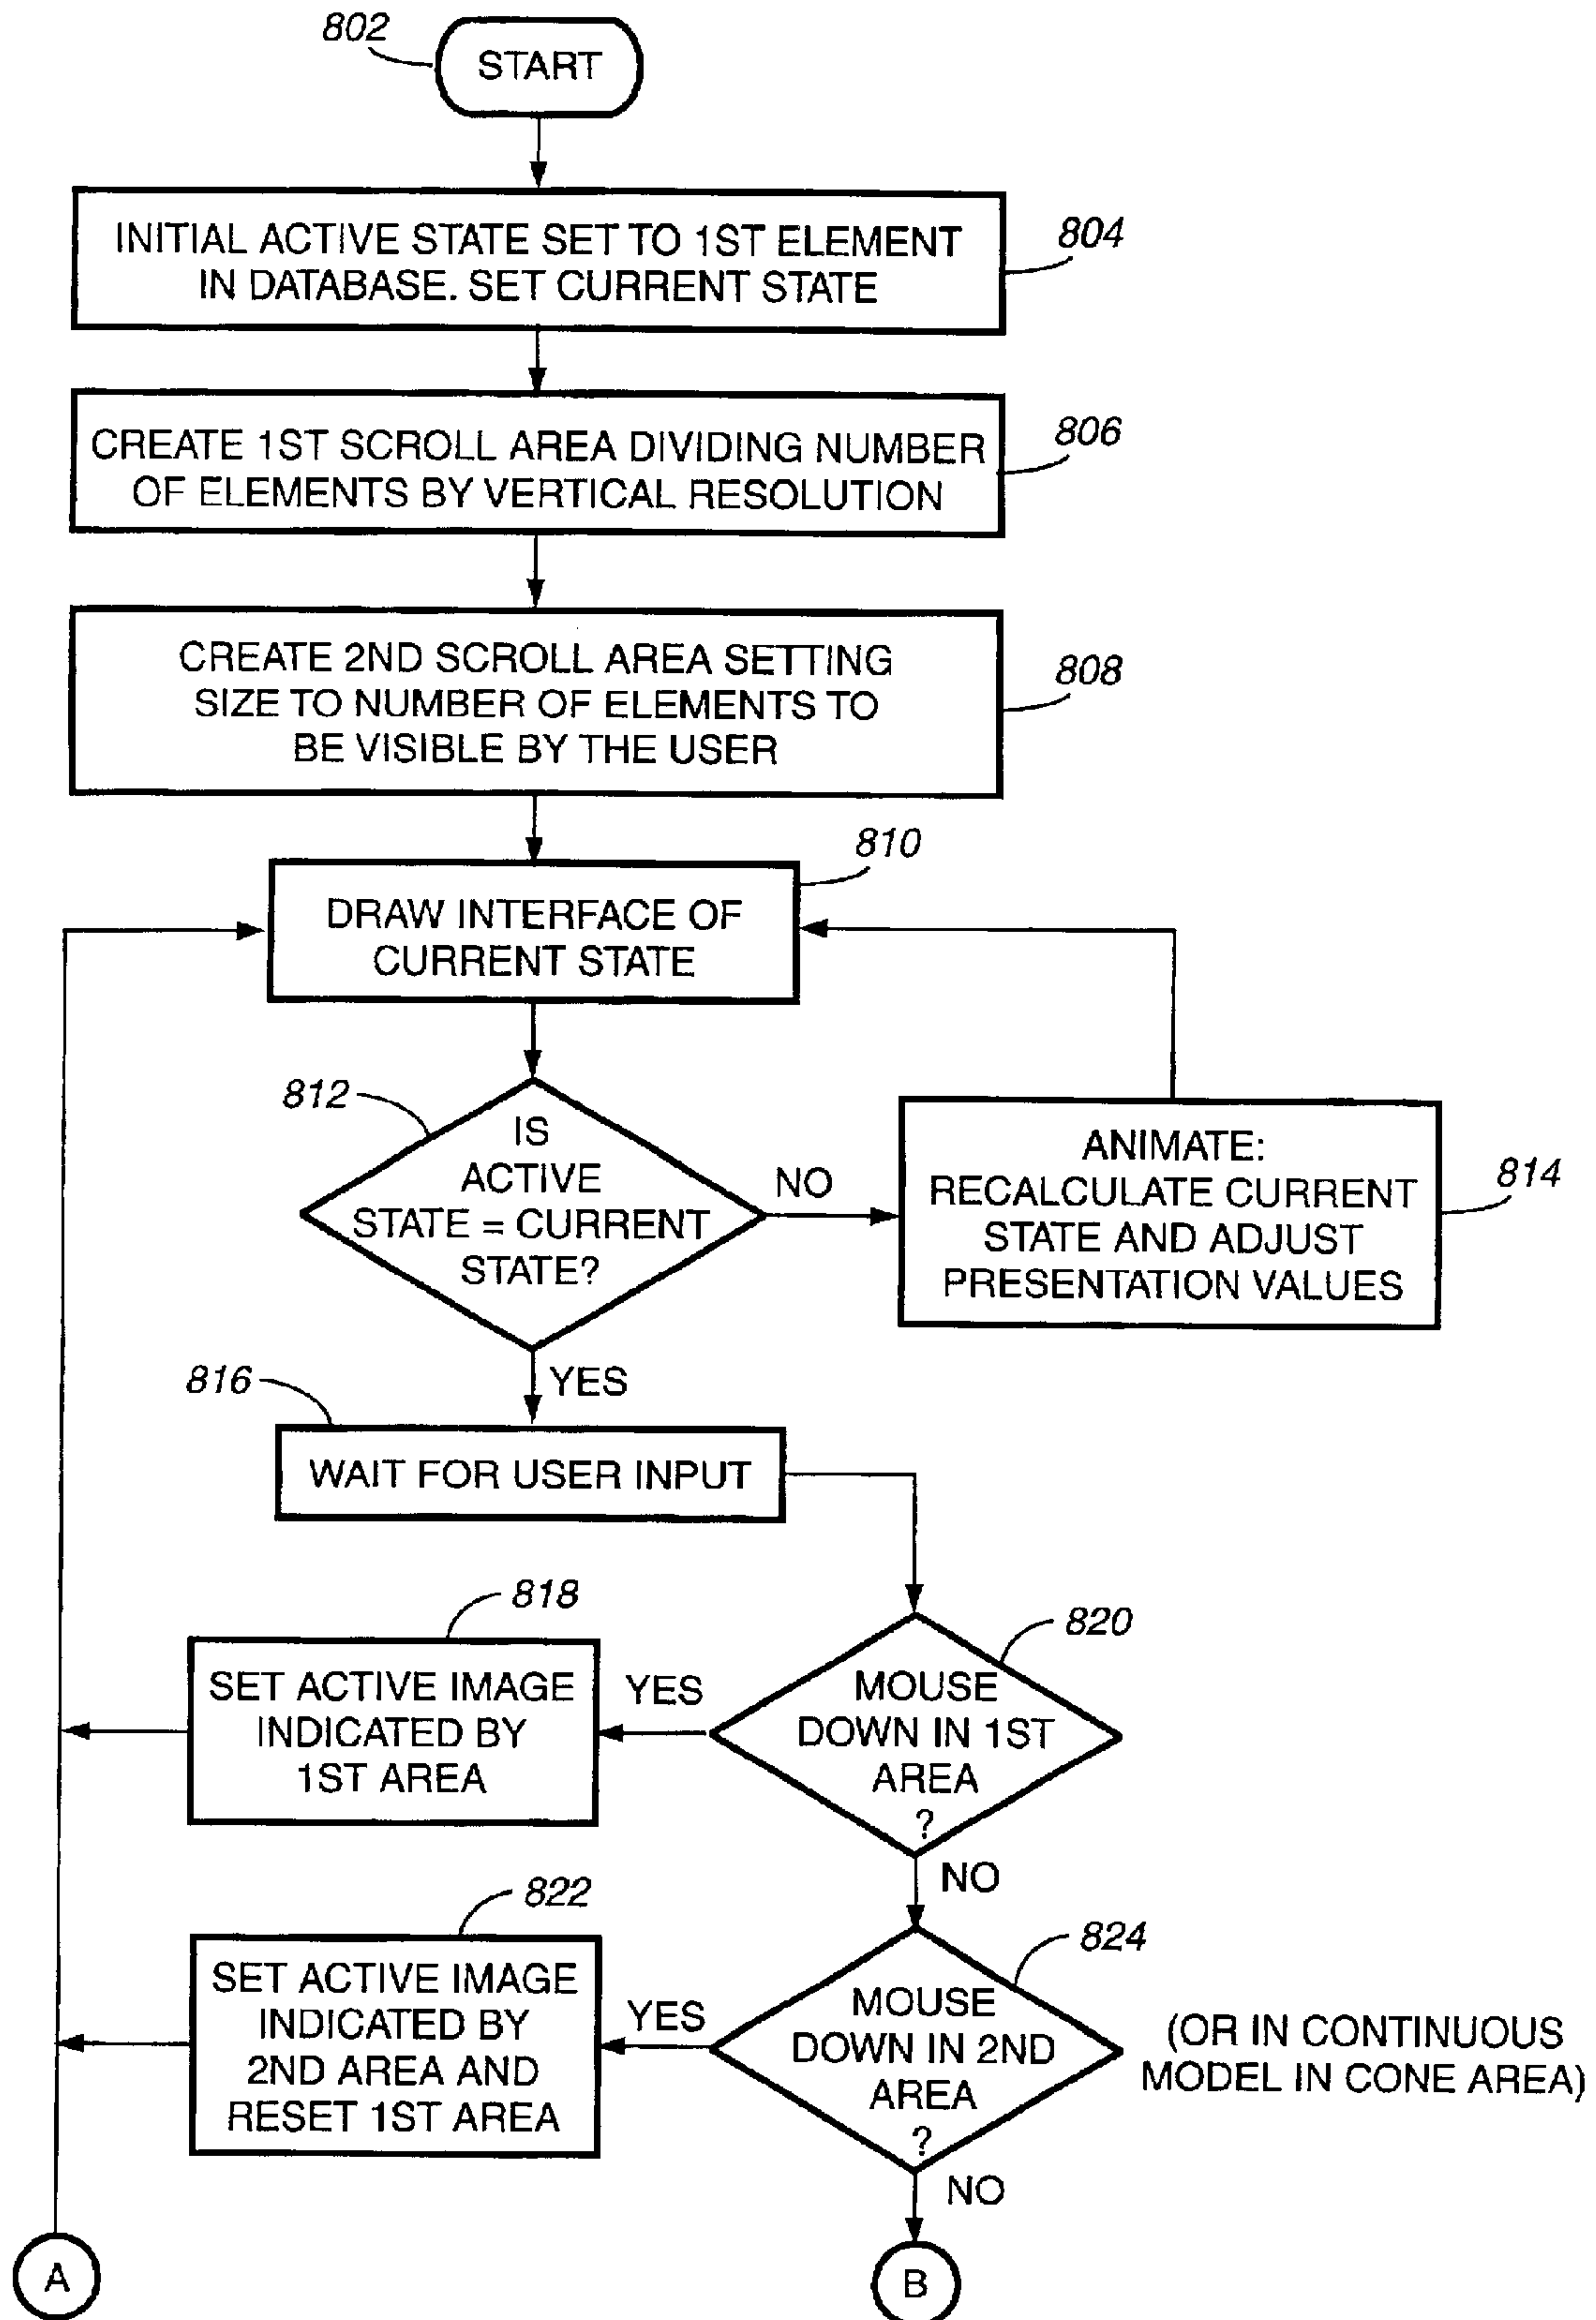 802
START
INITIAL ACTIVE STATE SET TO 1ST ELEMENT
IN DATABASE. SET CURRENT STATE
804
CREATE 1ST SCROLL AREA DIVIDING NUMBER
OF ELEMENTS BY VERTICAL RESOLUTION
806
CREATE 2ND SCROLL AREA SETTING
SIZE TO NUMBER OF ELEMENTS TO
BE VISIBLE BY THE USER
808
810
DRAW INTERFACE OF
CURRENT STATE
812
IS
ACTIVE
STATE = CURRENT
STATE?
NO
ANIMATE:
RECALCULATE CURRENT
STATE AND ADJUST
PRESENTATION VALUES
814
YES
816
WAIT FOR USER INPUT
818
SET ACTIVE IMAGE
INDICATED BY
1ST AREA
YES
820
MOUSE
DOWN IN 1ST
AREA
?
NO
822
SET ACTIVE IMAGE
INDICATED BY
2ND AREA AND
RESET 1ST AREA
YES
824
MOUSE
DOWN IN 2ND
AREA
?
(OR IN CONTINUOUS
MODEL IN CONE AREA)
NO
A
B